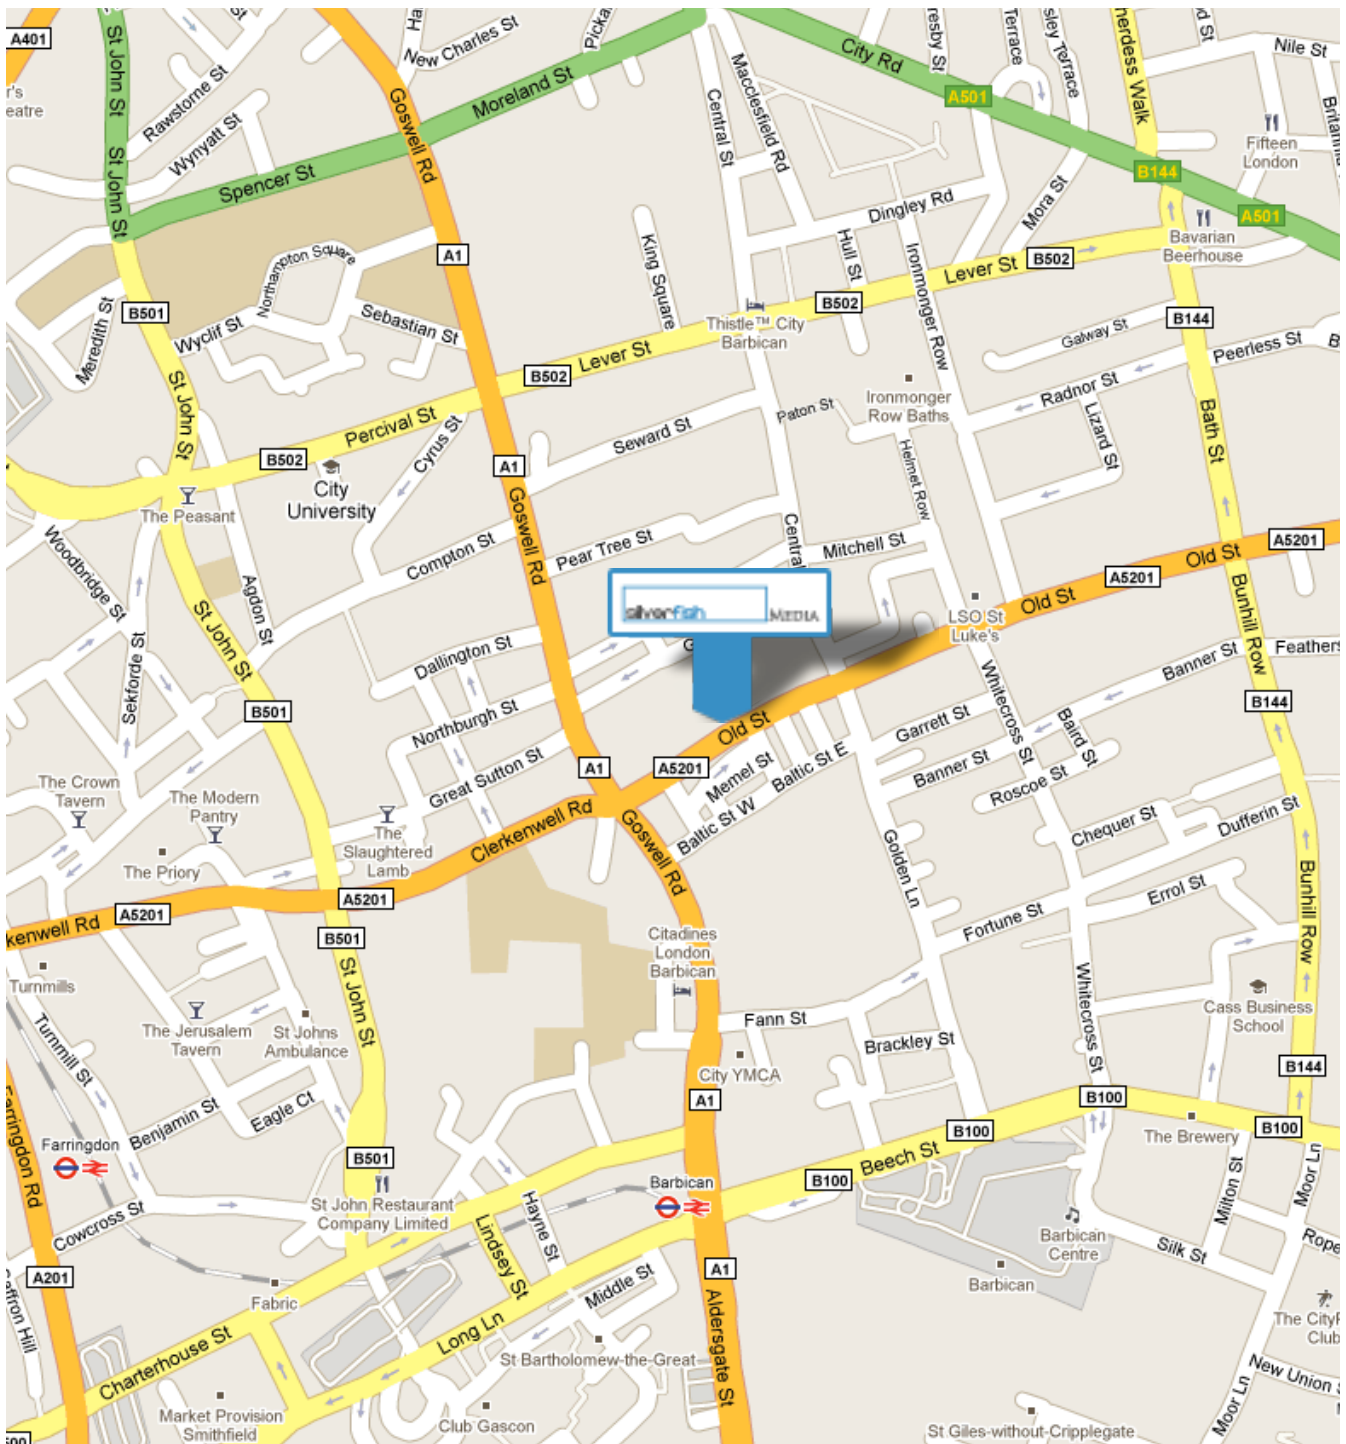 A401
St John St
Rawstorne St
Wynyatt St
New Charles St
Goswell Rd
Moreland St
Macclesfield Rd
Central St
City Rd
A501
Terrace
Nile St
Fifteen
London
B144
A501
St John St
Spencer St
Northampton Square
A1
King Square
Dingley Rd
Hull St
Mora St
Bavarian
Beerhouse
Lever St
B502
B501
Meredith St
Wyclif St
Sebastian St
B502
Thistle™ City
Barbican
Ironmonger Row
B144
Galway St
Peerless St
B502
Lever St
St John St
Percival St
Ironmonger
Row Baths
Radnor St
Lizard St
Bath St
B502
City
University
Cyrus St
A1
Seward St
Paton St
Helmet Row
The Peasant
Goswell Rd
Woodbridge St
Compton St
Pear Tree St
Central
Mitchell St
Old St
A5201
A5201
Old St
Agdon St
St John St
silverfish MEDIA
LSO St
Luke's
Bunhill Row
Sekforde St
Dallington St
Banner St
Whitecross St
B501
Northburgh St
Old St
Garrett St
Baird St
B144
A1
A5201
Memel St
Baltic St E
Banner St
Roscoe St
The Crown
Tavern
The Modern
Pantry
Great Sutton St
Clerkenwell Rd
Goswell Rd
Baltic St W
Golden Ln
Chequer St
Dufferin St
The
Slaughtered
Lamb
The Priory
A5201
A5201
B501
Errol St
Fortune St
Bunhill Row
Citadines
London
Barbican
Turnmills
St John St
Whitecross St
Cass Business
School
The Jerusalem
Tavern
St Johns
Ambulance
Fann St
Brackley St
City YMCA
Turnmill St
Benjamin St
Eagle Ct
A1
B144
B100
B100
The Brewery
B100
Farringdon
Farringdon Rd
B501
Beech St
B100
Barbican
St John Restaurant
Company Limited
Hayne St
Lindsey St
Milton St
Moor Ln
Cowcross St
Barbican
Centre
Silk St
A201
A1
Barbican
Fabric
Middle St
Long Ln
Aldersgate St
Charterhouse St
St Bartholomew-the-Great
New Union
Market Provision
Smithfield
Club Gascon
St Giles-without-Cripplegate
Moor Ln